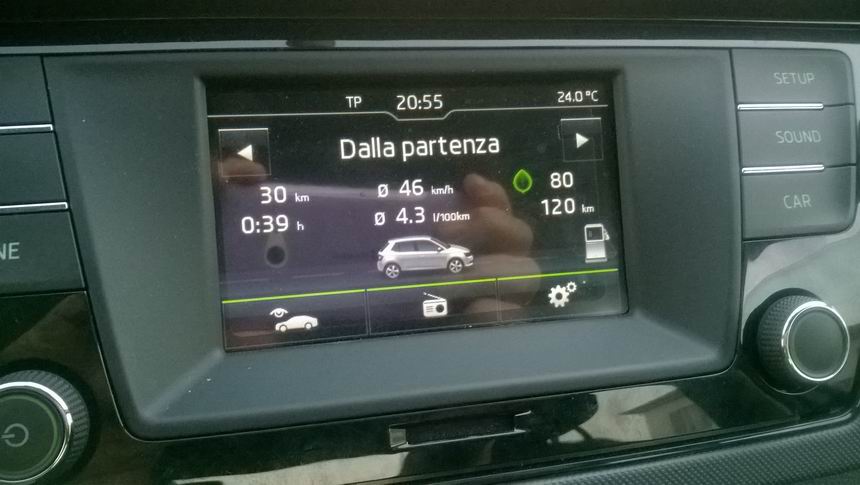 TP 20:55 24.0 °C
Dalla partenza
30 km Ø 46 km/h 80
0:39 h Ø 4.3 l/100km 120 km
SETUP
SOUND
CAR
NE